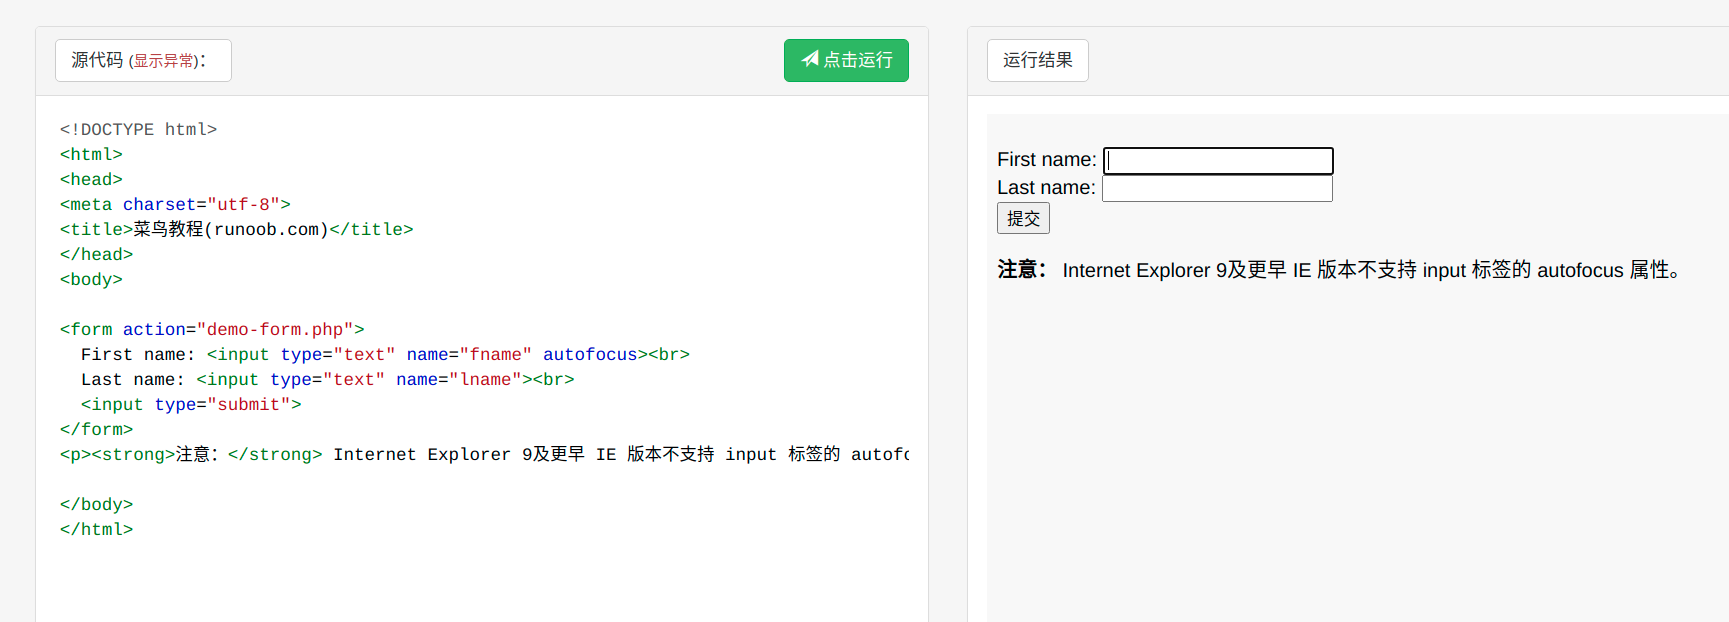 源代码 (显示异常)：
点击运行
<!DOCTYPE html>
<html>
<head>
<meta charset="utf-8">
<title>菜鸟教程(runoob.com)</title>
</head>
<body>
<form action="demo-form.php">
First name: <input type="text" name="fname" autofocus><br>
Last name: <input type="text" name="lname"><br>
<input type="submit">
</form>
<p><strong>注意：</strong> Internet Explorer 9及更早 IE 版本不支持 input 标签的 autofo
</body>
</html>
运行结果
First name:
Last name:
提交
注意： Internet Explorer 9及更早 IE 版本不支持 input 标签的 autofocus 属性。